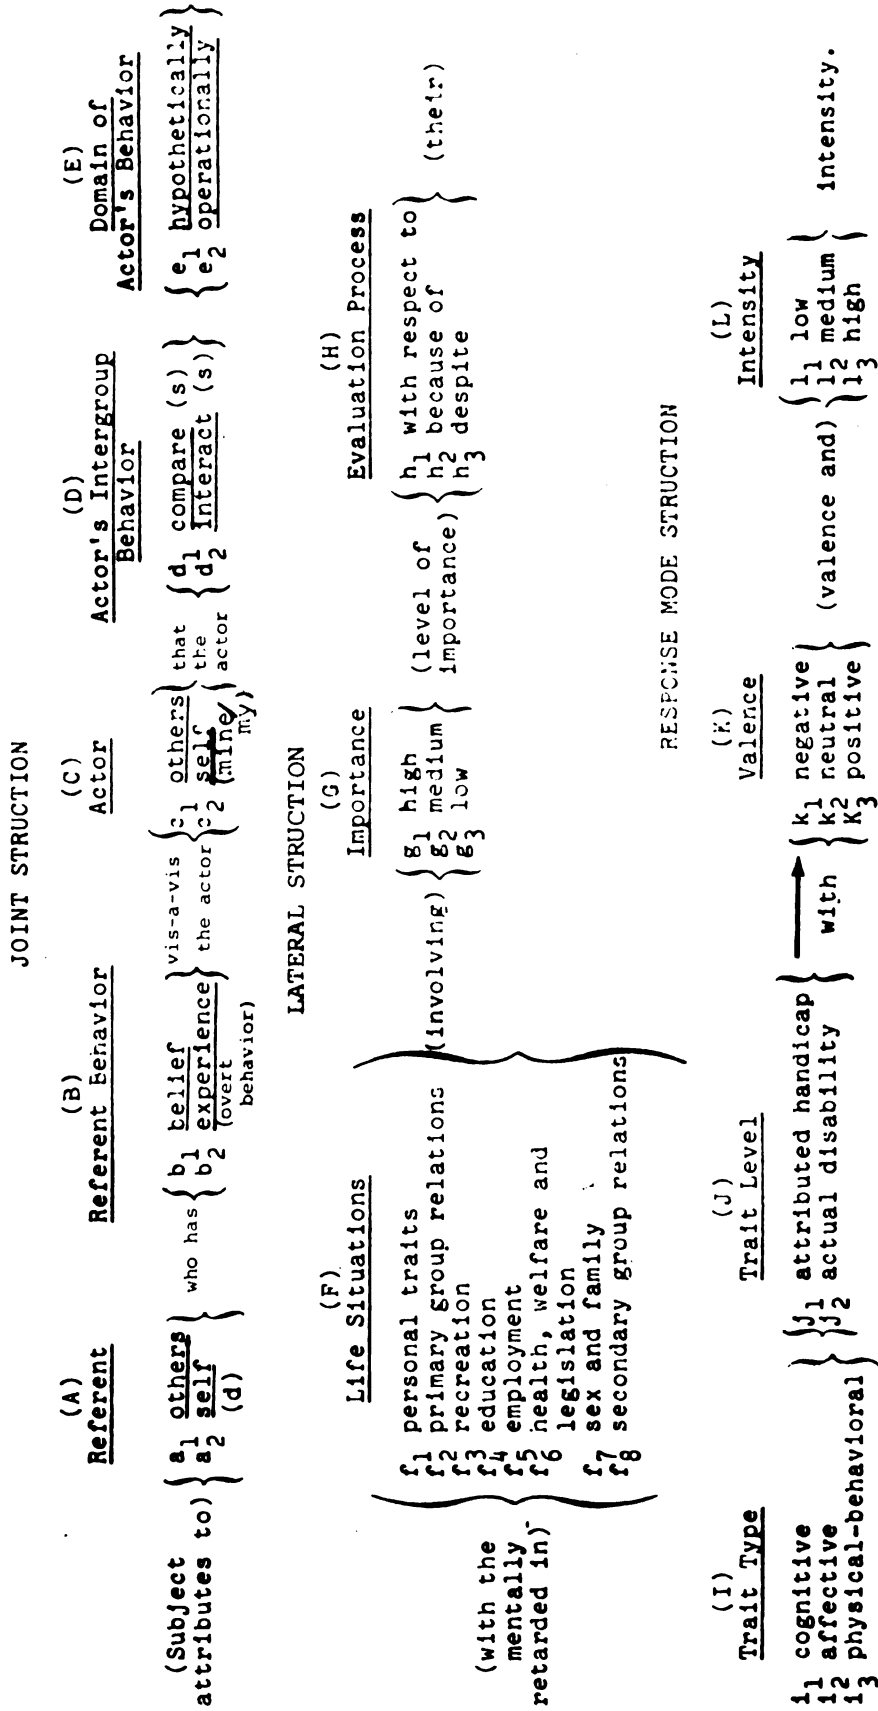 JOINT STRUCTION
(A)
Referent
(B)
Referent Behavior
(C)
Actor
(D)
Actor's Intergroup
Behavior
(E)
Domain of
Actor's Behavior
(Subject
attributes to)
a1 others
a2 self
(d)
who has
b1 belief
b2 experience
(overt
behavior)
vis-a-vis
the actor
c1 others
c2 self
(mine/
my)
that
the
actor
d1 compare (s)
d2 interact (s)
e1 hypothetically
e2 operationally
LATERAL STRUCTION
(F)
Life Situations
(G)
Importance
(H)
Evaluation Process
(with the
mentally
retarded in)
f1 personal traits
f2 primary group relations
f3 recreation
f4 education
f5 employment
f6 health, welfare and
legislation
f7 sex and family
f8 secondary group relations
(involving)
g1 high
g2 medium
g3 low
(level of
importance)
h1 with respect to
h2 because of
h3 despite
(their)
RESPONSE MODE STRUCTION
(I)
Trait Type
(J)
Trait Level
(K)
Valence
(L)
Intensity
i1 cognitive
i2 affective
i3 physical-behavioral
j1 attributed handicap
j2 actual disability
with
k1 negative
k2 neutral
K3 positive
(valence and)
l1 low
l2 medium
l3 high
intensity.